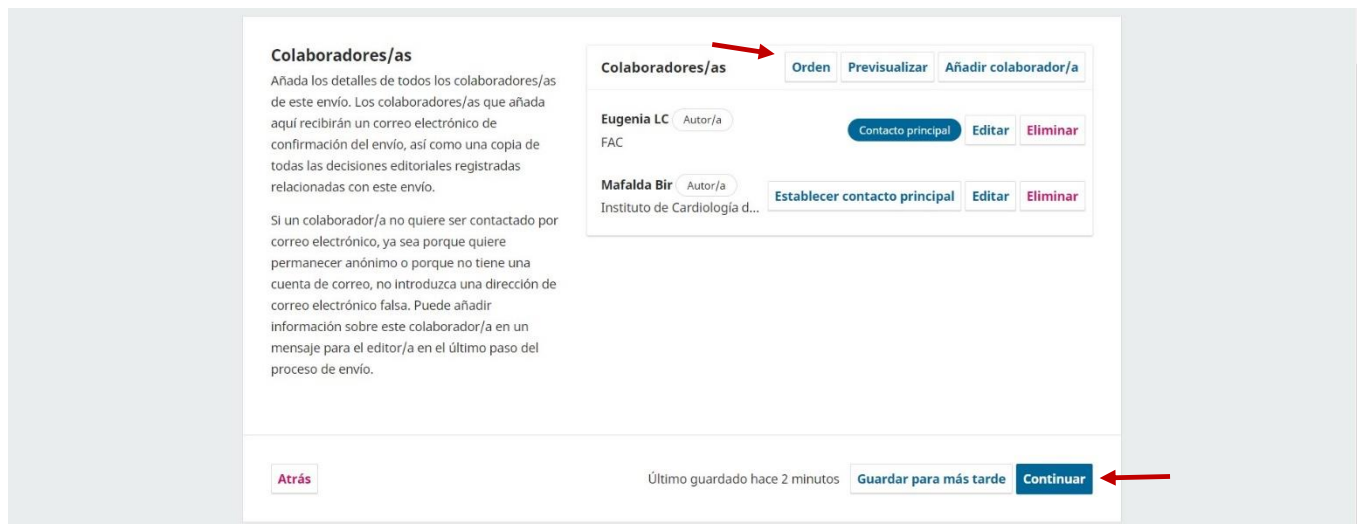 Colaboradores/as
Añada los detalles de todos los colaboradores/as
de este envío. Los colaboradores/as que añada
aquí recibirán un correo electrónico de
confirmación del envío, así como una copia de
todas las decisiones editoriales registradas
relacionadas con este envío.
Si un colaborador/a no quiere ser contactado por
correo electrónico, ya sea porque quiere
permanecer anónimo o porque no tiene una
cuenta de correo, no introduzca una dirección de
correo electrónico falsa. Puede añadir
información sobre este colaborador/a en un
mensaje para el editor/a en el último paso del
proceso de envío.
Colaboradores/as Orden Previsualizar Añadir colaborador/a
Eugenia LC Autor/a
FAC
Contacto principal Editar Eliminar
Mafalda Bir Autor/a
Instituto de Cardiología d...
Establecer contacto principal Editar Eliminar
Atrás Último guardado hace 2 minutos Guardar para más tarde Continuar